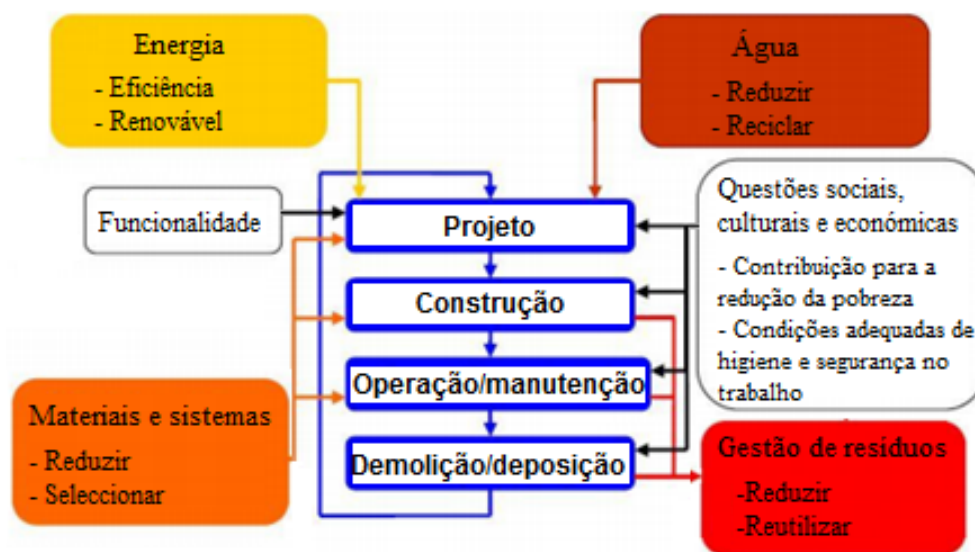 Energia
- Eficiência
- Renovável
Água
- Reduzir
- Reciclar
Funcionalidade
Projeto
Construção
Operação/manutenção
Demolição/deposição
Questões sociais,
culturais e económicas
- Contribuição para a
redução da pobreza
- Condições adequadas de
higiene e segurança no
trabalho
Materiais e sistemas
- Reduzir
- Seleccionar
Gestão de resíduos
-Reduzir
-Reutilizar